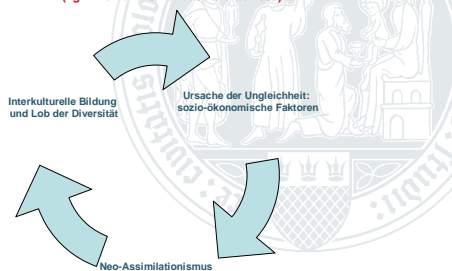 Interkulturelle Bildung
und Lob der Diversität
Ursache der Ungleichheit:
sozio-ökonomische Faktoren
Neo-Assimilationismus